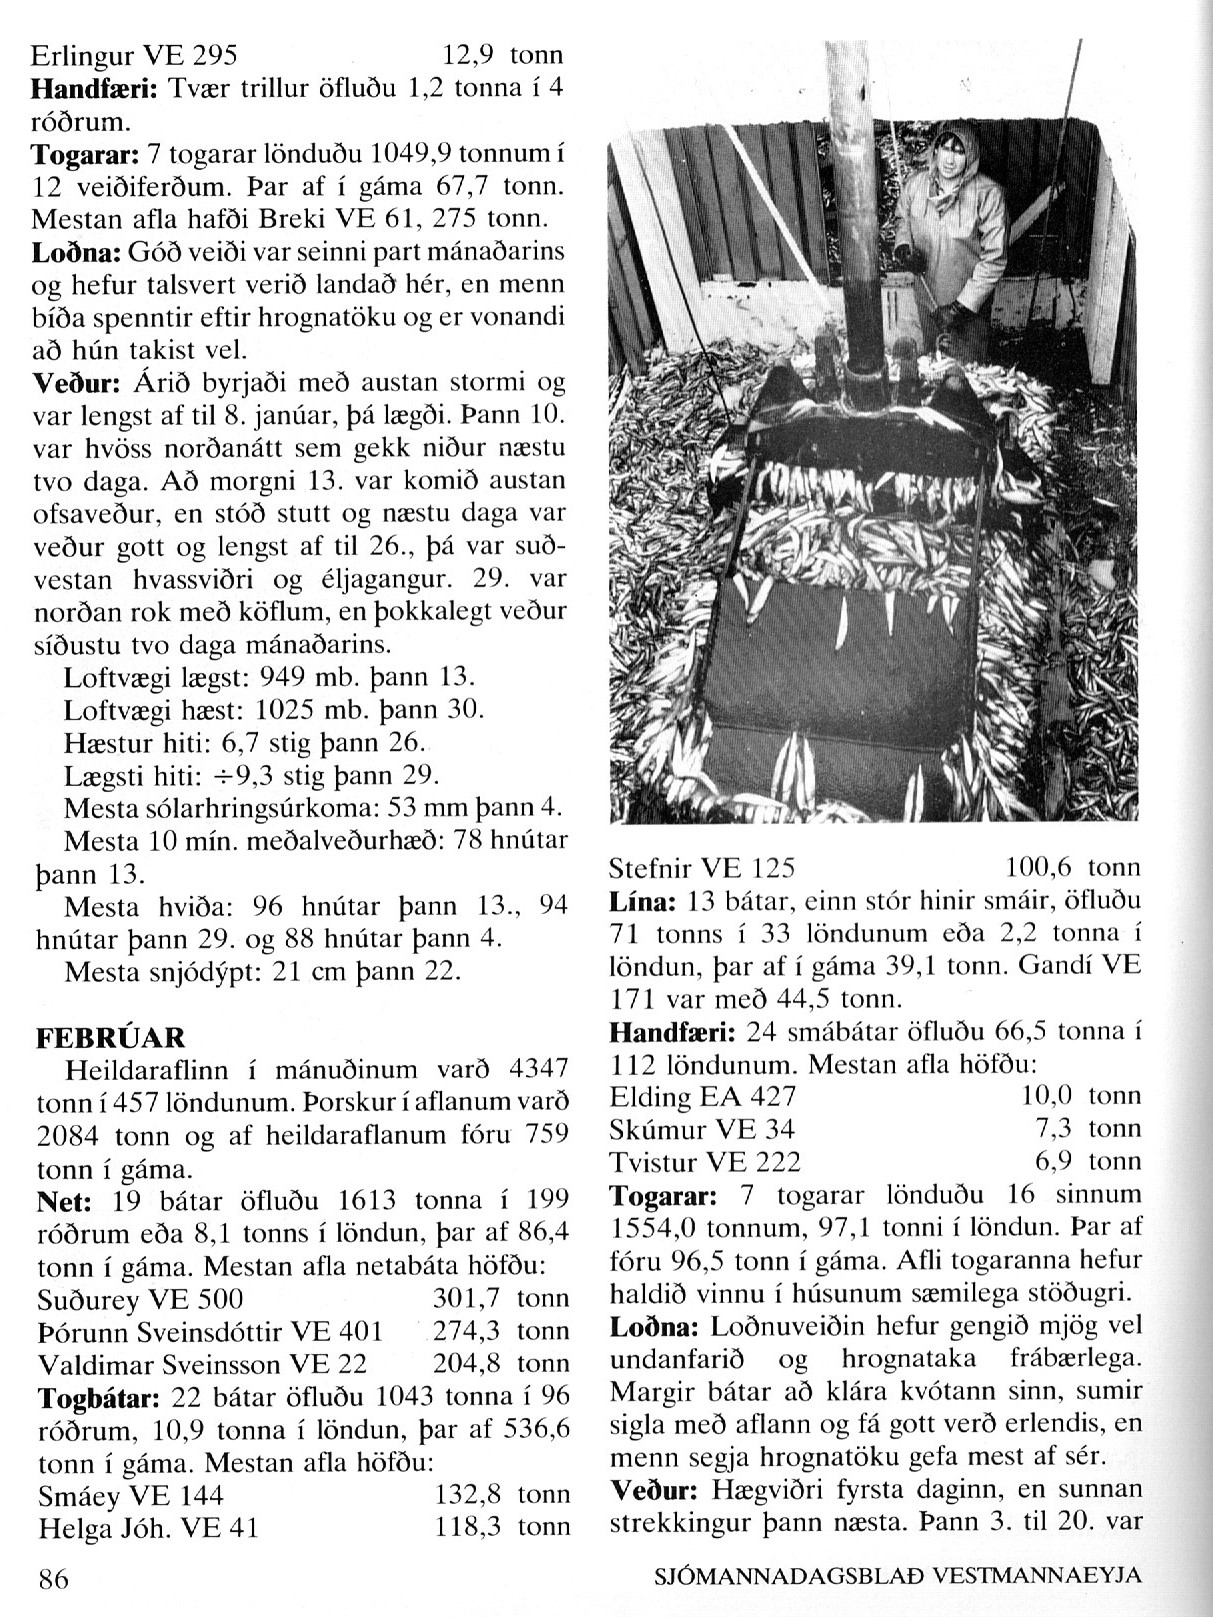 Erlingur VE 295 12,9 tonn
Handfæri: Tvær trillur öfluðu 1,2 tonna í 4
róðrum.
Togarar: 7 togarar lönduðu 1049,9 tonnum í
12 veiðiferðum. Þar af í gáma 67,7 tonn.
Mestan afla hafði Breki VE 61, 275 tonn.
Loðna: Góð veiði var seinni part mánaðarins
og hefur talsvert verið landað hér, en menn
bíða spenntir eftir hrognatöku og er vonandi
að hún takist vel.
Veður: Árið byrjaði með austan stormi og
var lengst af til 8. janúar, þá lægði. Þann 10.
var hvöss norðanátt sem gekk niður næstu
tvo daga. Að morgni 13. var komið austan
ofsaveður, en stóð stutt og næstu daga var
veður gott og lengst af til 26., þá var suð-
vestan hvassviðri og éljagangur. 29. var
norðan rok með köflum, en þokkalegt veður
síðustu tvo daga mánaðarins.
Loftvægi lægst: 949 mb. þann 13.
Loftvægi hæst: 1025 mb. þann 30.
Hæstur hiti: 6,7 stig þann 26.
Lægsti hiti: ÷9,3 stig þann 29.
Mesta sólarhringsúrkoma: 53 mm þann 4.
Mesta 10 mín. meðalveðurhæð: 78 hnútar
þann 13.
Mesta hviða: 96 hnútar þann 13., 94
hnútar þann 29. og 88 hnútar þann 4.
Mesta snjódýpt: 21 cm þann 22.
FEBRÚAR
Heildaraflinn í mánuðinum varð 4347
tonn í 457 löndunum. Þorskur í aflanum varð
2084 tonn og af heildaraflanum fóru 759
tonn í gáma.
Net: 19 bátar öfluðu 1613 tonna í 199
róðrum eða 8,1 tonns í löndun, þar af 86,4
tonn í gáma. Mestan afla netabáta höfðu:
Suðurey VE 500 301,7 tonn
Þórunn Sveinsdóttir VE 401 274,3 tonn
Valdimar Sveinsson VE 22 204,8 tonn
Togbátar: 22 bátar öfluðu 1043 tonna í 96
róðrum, 10,9 tonna í löndun, þar af 536,6
tonn í gáma. Mestan afla höfðu:
Smáey VE 144 132,8 tonn
Helga Jóh. VE 41 118,3 tonn
Stefnir VE 125 100,6 tonn
Lína: 13 bátar, einn stór hinir smáir, öfluðu
71 tonns í 33 löndunum eða 2,2 tonna í
löndun, þar af í gáma 39,1 tonn. Gandí VE
171 var með 44,5 tonn.
Handfæri: 24 smábátar öfluðu 66,5 tonna í
112 löndunum. Mestan afla höfðu:
Elding EA 427 10,0 tonn
Skúmur VE 34 7,3 tonn
Tvistur VE 222 6,9 tonn
Togarar: 7 togarar lönduðu 16 sinnum
1554,0 tonnum, 97,1 tonni í löndun. Þar af
fóru 96,5 tonn í gáma. Afli togaranna hefur
haldið vinnu í húsunum sæmilega stöðugri.
Loðna: Loðnuveiðin hefur gengið mjög vel
undanfarið og hrognataka frábærlega.
Margir bátar að klára kvótann sinn, sumir
sigla með aflann og fá gott verð erlendis, en
menn segja hrognatöku gefa mest af sér.
Veður: Hægviðri fyrsta daginn, en sunnan
strekkingur þann næsta. Þann 3. til 20. var
86
SJÓMANNADAGSBLAÐ VESTMANNAEYJA